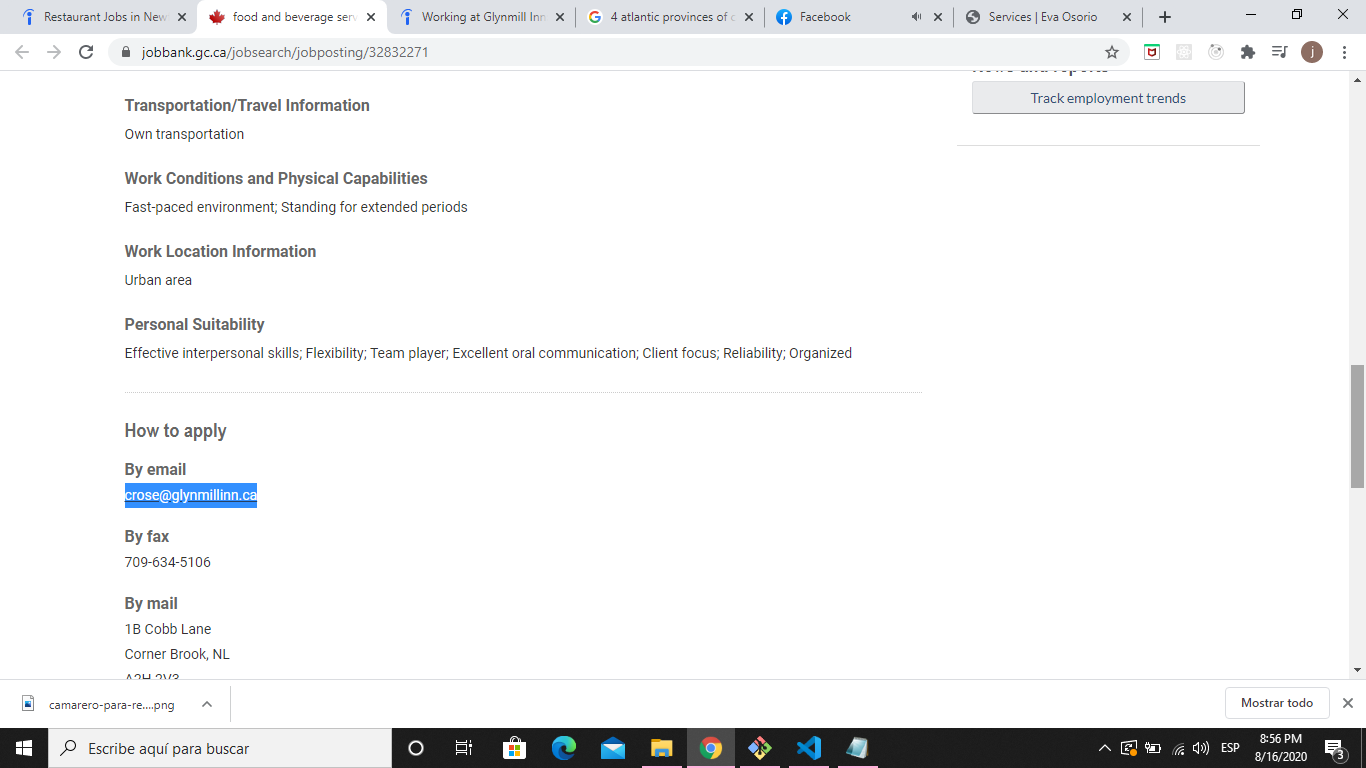 Restaurant Jobs in New
food and beverage serv
Working at Glynmill Inn
4 atlantic provinces of c
Facebook
Services | Eva Osorio
jobbank.gc.ca/jobsearch/jobposting/32832271
j
News and reports
Track employment trends
Transportation/Travel Information
Own transportation
Work Conditions and Physical Capabilities
Fast-paced environment; Standing for extended periods
Work Location Information
Urban area
Personal Suitability
Effective interpersonal skills; Flexibility; Team player; Excellent oral communication; Client focus; Reliability; Organized
How to apply
By email
crose@glynmillinn.ca
By fax
709-634-5106
By mail
1B Cobb Lane
Corner Brook, NL
A2H 2V3
camarero-para-re....png
Mostrar todo
Escribe aquí para buscar
ESP
8:56 PM
8/16/2020
3